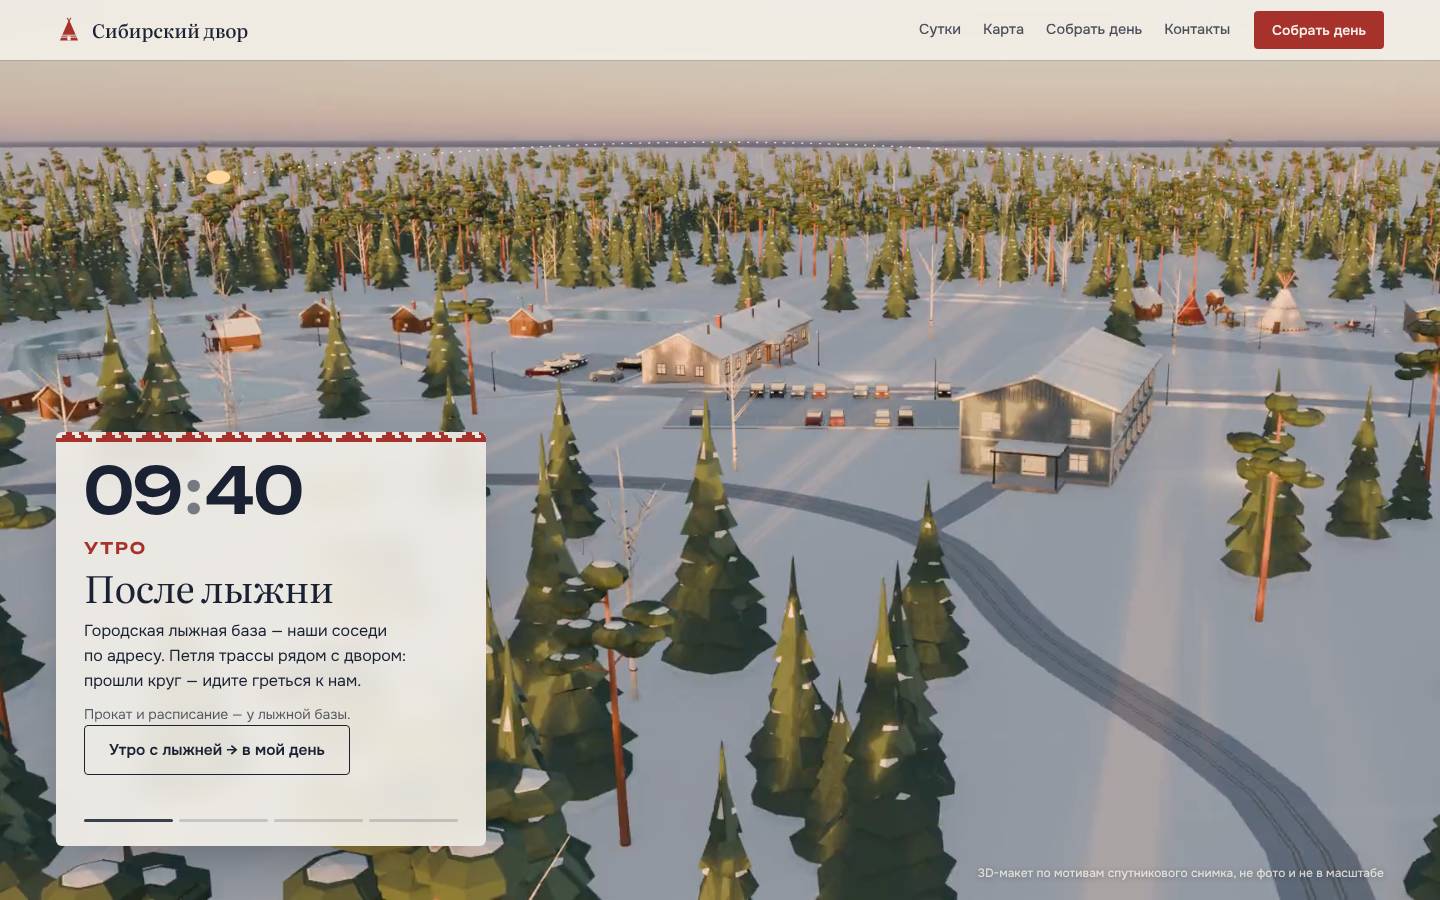 Сибирский двор
Сутки
Карта
Собрать день
Контакты
Собрать день
09:40
УТРО
После лыжни
Городская лыжная база — наши соседи
по адресу. Петля трассы рядом с двором:
прошли круг — идите греться к нам.
Прокат и расписание — у лыжной базы.
Утро с лыжней → в мой день
3D-макет по мотивам спутникового снимка, не фото и не в масштабе